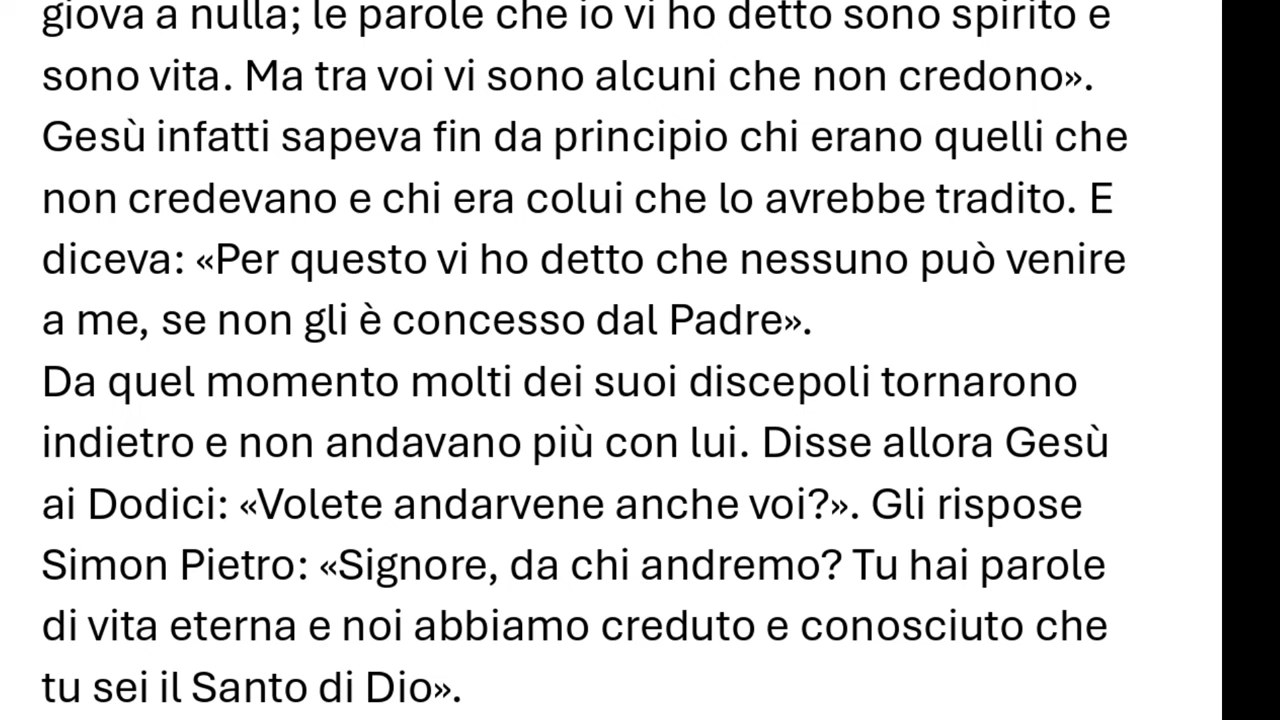 giova a nulla; le parole che io vi ho detto sono spirito e
sono vita. Ma tra voi vi sono alcuni che non credono».
Gesù infatti sapeva fin da principio chi erano quelli che
non credevano e chi era colui che lo avrebbe tradito. E
diceva: «Per questo vi ho detto che nessuno può venire
a me, se non gli è concesso dal Padre».
Da quel momento molti dei suoi discepoli tornarono
indietro e non andavano più con lui. Disse allora Gesù
ai Dodici: «Volete andarvene anche voi?». Gli rispose
Simon Pietro: «Signore, da chi andremo? Tu hai parole
di vita eterna e noi abbiamo creduto e conosciuto che
tu sei il Santo di Dio».